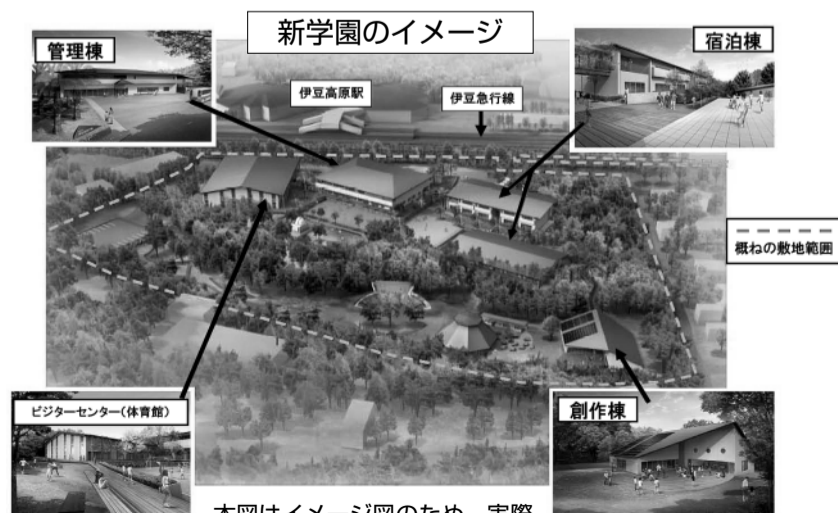 新学園のイメージ
管理棟
宿泊棟
伊豆高原駅
伊豆急行線
概ねの敷地範囲
ビジターセンター(体育館)
創作棟
本図はイメージ図のため、実際